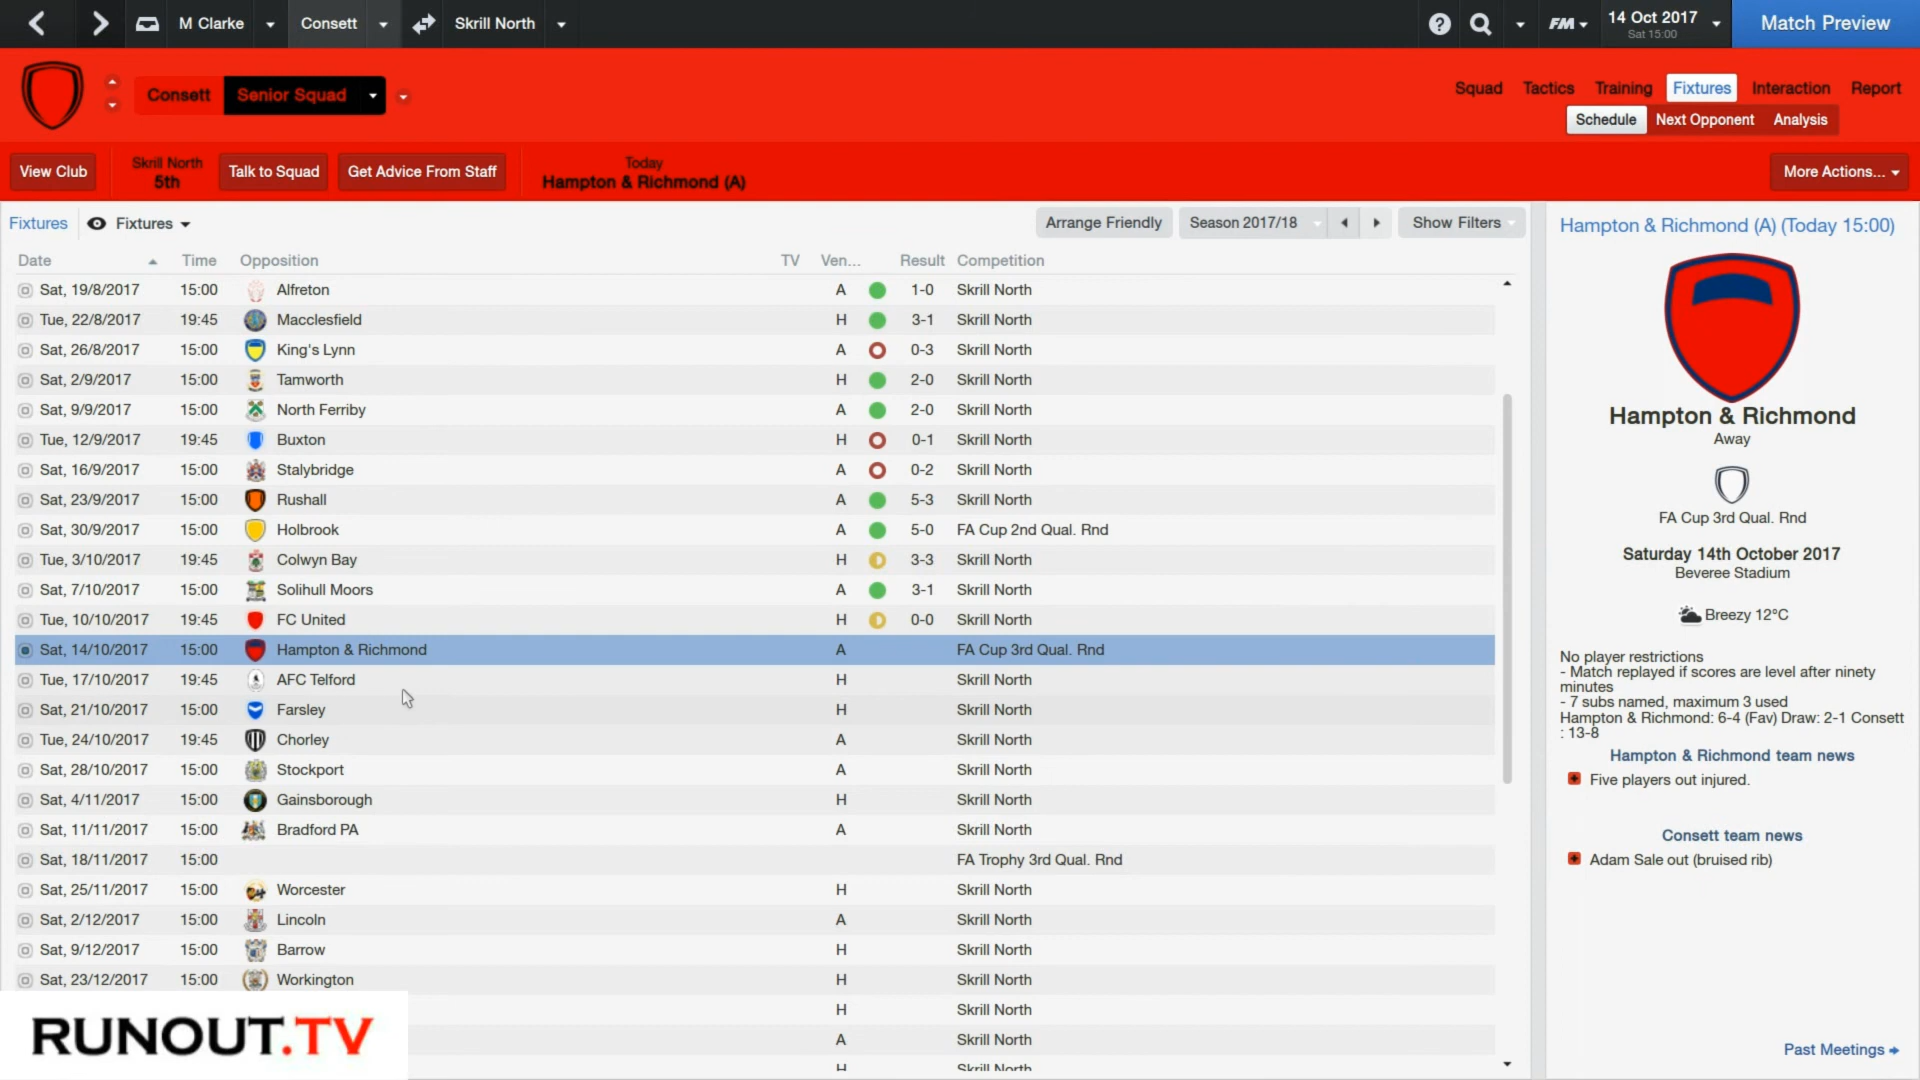 M Clarke
Consett
Skrill North
FM
14 Oct 2017
Sat 15:00
Match Preview
Consett
Senior Squad
Squad Tactics Training Fixtures Interaction Report
Schedule Next Opponent Analysis
View Club
Skrill North
5th
Talk to Squad
Get Advice From Staff
Today
Hampton & Richmond (A)
More Actions...
Fixtures
Fixtures
Arrange Friendly
Season 2017/18
Show Filters
Date Time Opposition TV Ven... Result Competition
Sat, 19/8/2017 15:00 Alfreton A 1-0 Skrill North
Tue, 22/8/2017 19:45 Macclesfield H 3-1 Skrill North
Sat, 26/8/2017 15:00 King's Lynn A 0-3 Skrill North
Sat, 2/9/2017 15:00 Tamworth H 2-0 Skrill North
Sat, 9/9/2017 15:00 North Ferriby A 2-0 Skrill North
Tue, 12/9/2017 19:45 Buxton H 0-1 Skrill North
Sat, 16/9/2017 15:00 Stalybridge A 0-2 Skrill North
Sat, 23/9/2017 15:00 Rushall A 5-3 Skrill North
Sat, 30/9/2017 15:00 Holbrook A 5-0 FA Cup 2nd Qual. Rnd
Tue, 3/10/2017 19:45 Colwyn Bay H 3-3 Skrill North
Sat, 7/10/2017 15:00 Solihull Moors A 3-1 Skrill North
Tue, 10/10/2017 19:45 FC United H 0-0 Skrill North
Sat, 14/10/2017 15:00 Hampton & Richmond A FA Cup 3rd Qual. Rnd
Tue, 17/10/2017 19:45 AFC Telford H Skrill North
Sat, 21/10/2017 15:00 Farsley H Skrill North
Tue, 24/10/2017 19:45 Chorley A Skrill North
Sat, 28/10/2017 15:00 Stockport A Skrill North
Sat, 4/11/2017 15:00 Gainsborough H Skrill North
Sat, 11/11/2017 15:00 Bradford PA A Skrill North
Sat, 18/11/2017 15:00 FA Trophy 3rd Qual. Rnd
Sat, 25/11/2017 15:00 Worcester H Skrill North
Sat, 2/12/2017 15:00 Lincoln A Skrill North
Sat, 9/12/2017 15:00 Barrow H Skrill North
Sat, 23/12/2017 15:00 Workington H Skrill North
H Skrill North
A Skrill North
H Skrill North
RUNOUT.TV
Hampton & Richmond (A) (Today 15:00)
Hampton & Richmond
Away
FA Cup 3rd Qual. Rnd
Saturday 14th October 2017
Beveree Stadium
Breezy 12°C
No player restrictions
- Match replayed if scores are level after ninety
minutes
- 7 subs named, maximum 3 used
Hampton & Richmond: 6-4 (Fav) Draw: 2-1 Consett
: 13-8
Hampton & Richmond team news
Five players out injured.
Consett team news
Adam Sale out (bruised rib)
Past Meetings